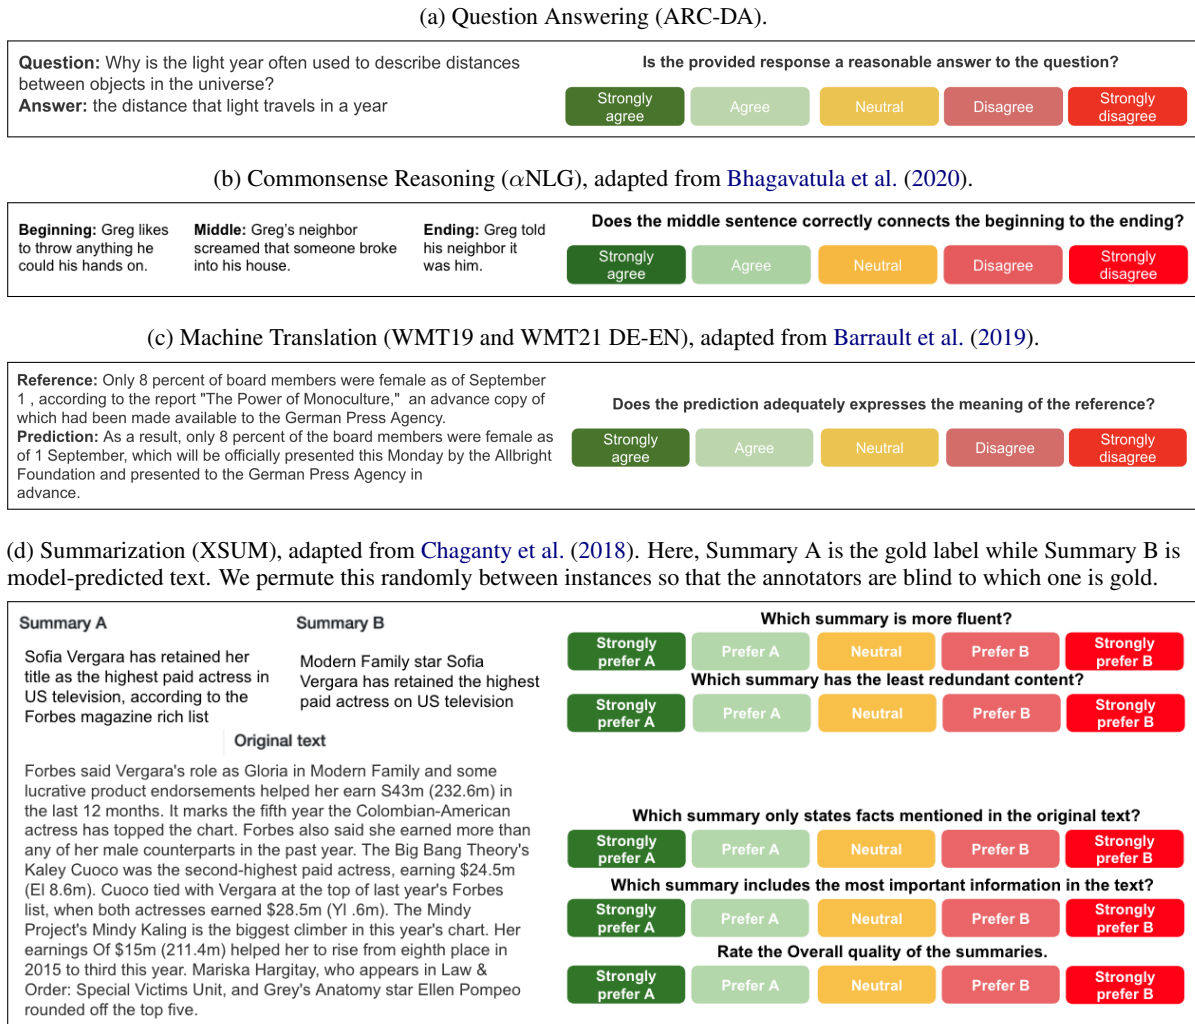 (a) Question Answering (ARC-DA).
Question: Why is the light year often used to describe distances
between objects in the universe?
Answer: the distance that light travels in a year
Is the provided response a reasonable answer to the question?
Strongly agree
Agree
Neutral
Disagree
Strongly disagree
(b) Commonsense Reasoning (αNLG), adapted from Bhagavatula et al. (2020).
Beginning: Greg likes
to throw anything he
could his hands on.
Middle: Greg's neighbor
screamed that someone broke
into his house.
Ending: Greg told
his neighbor it
was him.
Does the middle sentence correctly connects the beginning to the ending?
Strongly agree
Agree
Neutral
Disagree
Strongly disagree
(c) Machine Translation (WMT19 and WMT21 DE-EN), adapted from Barrault et al. (2019).
Reference: Only 8 percent of board members were female as of September
1 , according to the report "The Power of Monoculture," an advance copy of
which had been made available to the German Press Agency.
Prediction: As a result, only 8 percent of the board members were female as
of 1 September, which will be officially presented this Monday by the Allbright
Foundation and presented to the German Press Agency in
advance.
Does the prediction adequately expresses the meaning of the reference?
Strongly agree
Agree
Neutral
Disagree
Strongly disagree
(d) Summarization (XSUM), adapted from Chaganty et al. (2018). Here, Summary A is the gold label while Summary B is
model-predicted text. We permute this randomly between instances so that the annotators are blind to which one is gold.
Summary A
Sofia Vergara has retained her
title as the highest paid actress in
US television, according to the
Forbes magazine rich list
Summary B
Modern Family star Sofia
Vergara has retained the highest
paid actress on US television
Original text
Forbes said Vergara's role as Gloria in Modern Family and some
lucrative product endorsements helped her earn S43m (232.6m) in
the last 12 months. It marks the fifth year the Colombian-American
actress has topped the chart. Forbes also said she earned more than
any of her male counterparts in the past year. The Big Bang Theory's
Kaley Cuoco was the second-highest paid actress, earning $24.5m
(El 8.6m). Cuoco tied with Vergara at the top of last year's Forbes
list, when both actresses earned $28.5m (Yl .6m). The Mindy
Project's Mindy Kaling is the biggest climber in this year's chart. Her
earnings Of $15m (211.4m) helped her to rise from eighth place in
2015 to third this year. Mariska Hargitay, who appears in Law &
Order: Special Victims Unit, and Grey's Anatomy star Ellen Pompeo
rounded off the top five.
Which summary is more fluent?
Strongly prefer A
Prefer A
Neutral
Prefer B
Strongly prefer B
Which summary has the least redundant content?
Strongly prefer A
Prefer A
Neutral
Prefer B
Strongly prefer B
Which summary only states facts mentioned in the original text?
Strongly prefer A
Prefer A
Neutral
Prefer B
Strongly prefer B
Which summary includes the most important information in the text?
Strongly prefer A
Prefer A
Neutral
Prefer B
Strongly prefer B
Rate the Overall quality of the summaries.
Strongly prefer A
Prefer A
Neutral
Prefer B
Strongly prefer B